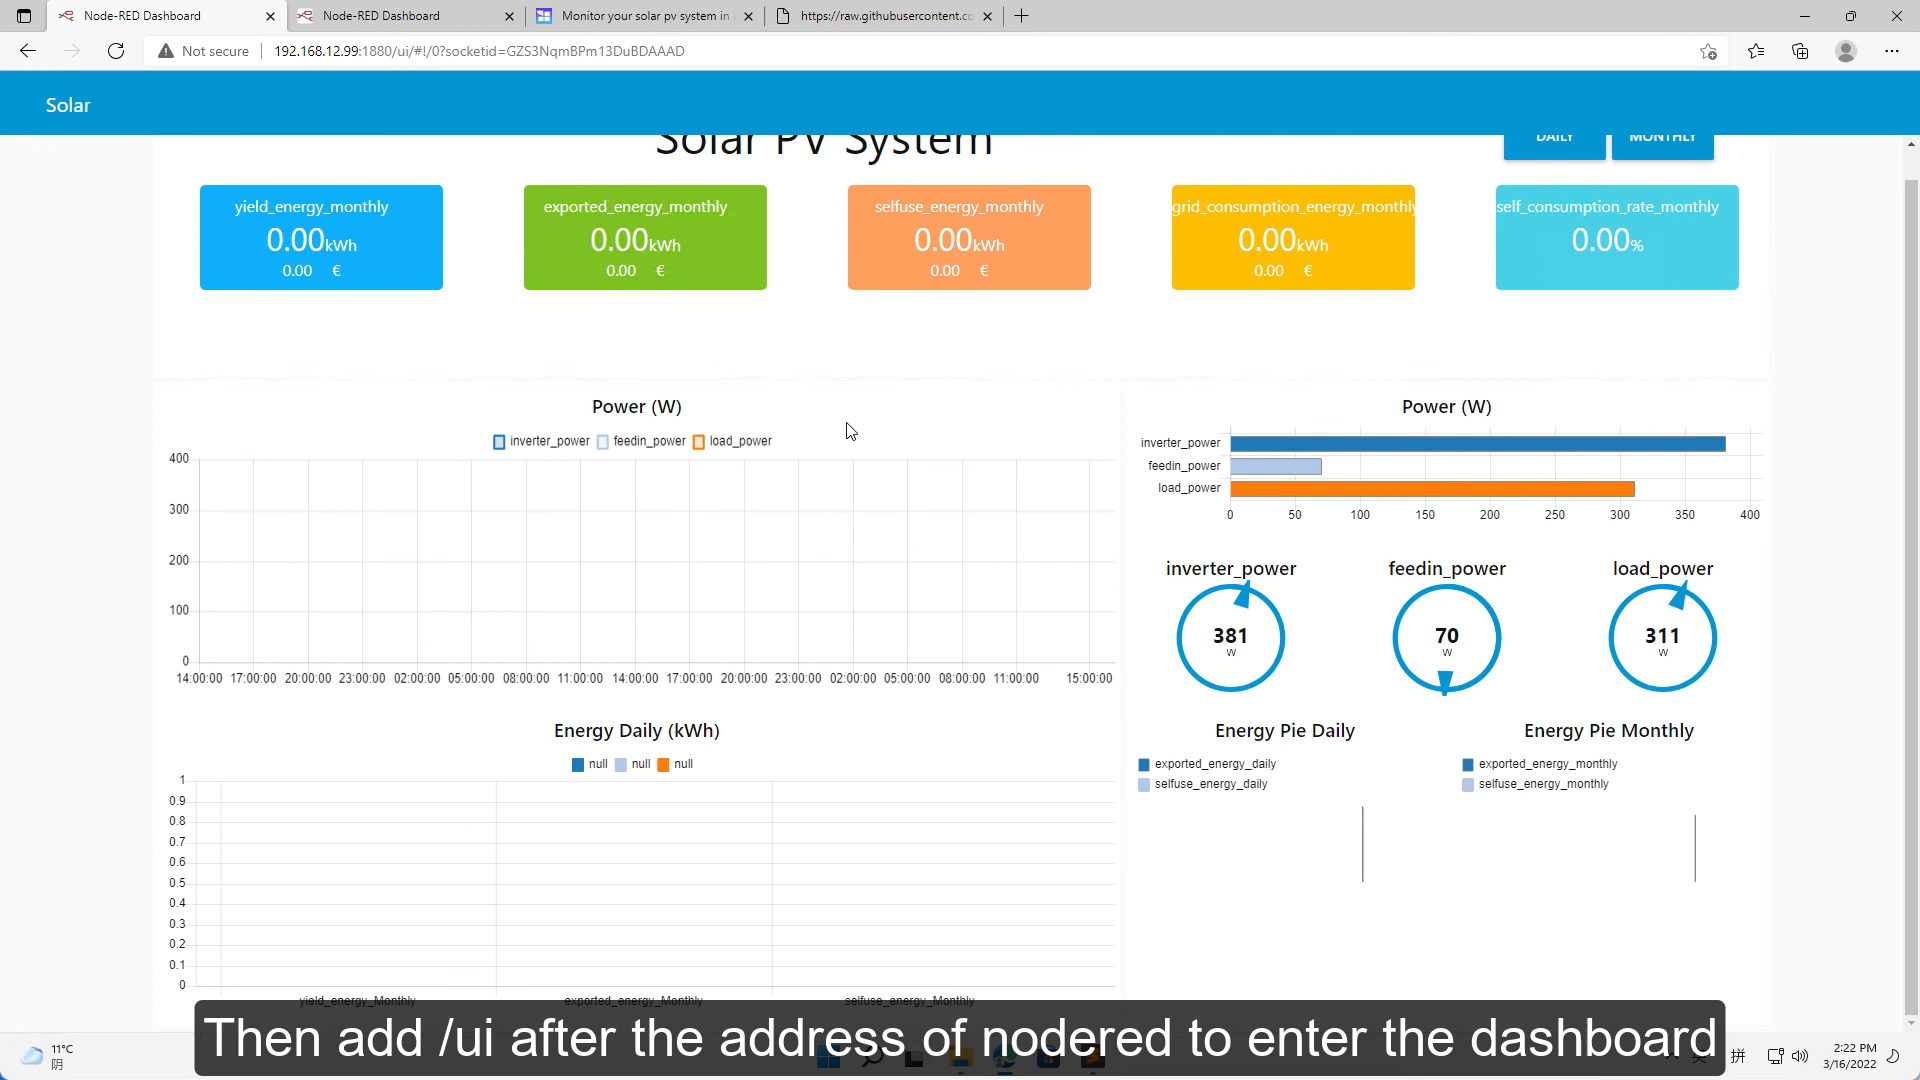 Node-RED Dashboard
Node-RED Dashboard
Monitor your solar pv system in
https://raw.githubusercontent.co
Not secure
192.168.12.99:1880/ui/#!/0?socketid=GZS3NqmBPm13DuBDAAAD
Solar
Solar PV System
DAILY
MONTHLY
yield_energy_monthly
0.00kWh
0.00 €
exported_energy_monthly
0.00kWh
0.00 €
selfuse_energy_monthly
0.00kWh
0.00 €
grid_consumption_energy_monthly
0.00kWh
0.00 €
self_consumption_rate_monthly
0.00%
Power (W)
inverter_power feedin_power load_power
400
300
200
100
0
14:00:00 17:00:00 20:00:00 23:00:00 02:00:00 05:00:00 08:00:00 11:00:00 14:00:00 17:00:00 20:00:00 23:00:00 02:00:00 05:00:00 08:00:00 11:00:00 15:00:00
Power (W)
inverter_power
feedin_power
load_power
0 50 100 150 200 250 300 350 400
inverter_power
381
W
feedin_power
70
W
load_power
311
W
Energy Daily (kWh)
null null null
1
0.9
0.8
0.7
0.6
0.5
0.4
0.3
0.2
0.1
0
yield_energy_Monthly exported_energy_Monthly selfuse_energy_Monthly
Energy Pie Daily
exported_energy_daily
selfuse_energy_daily
Energy Pie Monthly
exported_energy_monthly
selfuse_energy_monthly
Then add /ui after the address of nodered to enter the dashboard
11°C
阴
拼
2:22 PM
3/16/2022